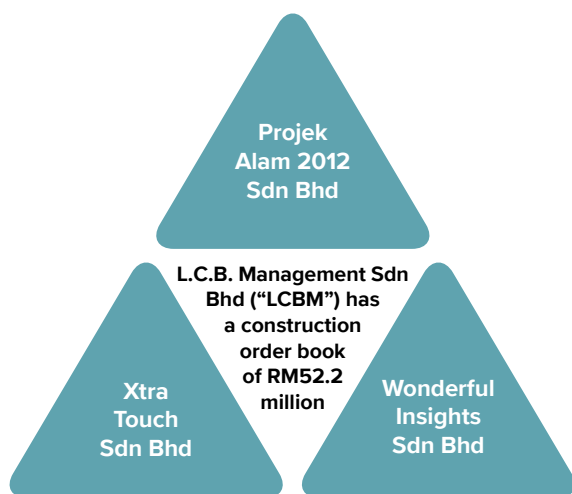 Projek
Alam 2012
Sdn Bhd
L.C.B. Management Sdn
Bhd (“LCBM”) has
a construction
order book
of RM52.2
million
Xtra
Touch
Sdn Bhd
Wonderful
Insights
Sdn Bhd